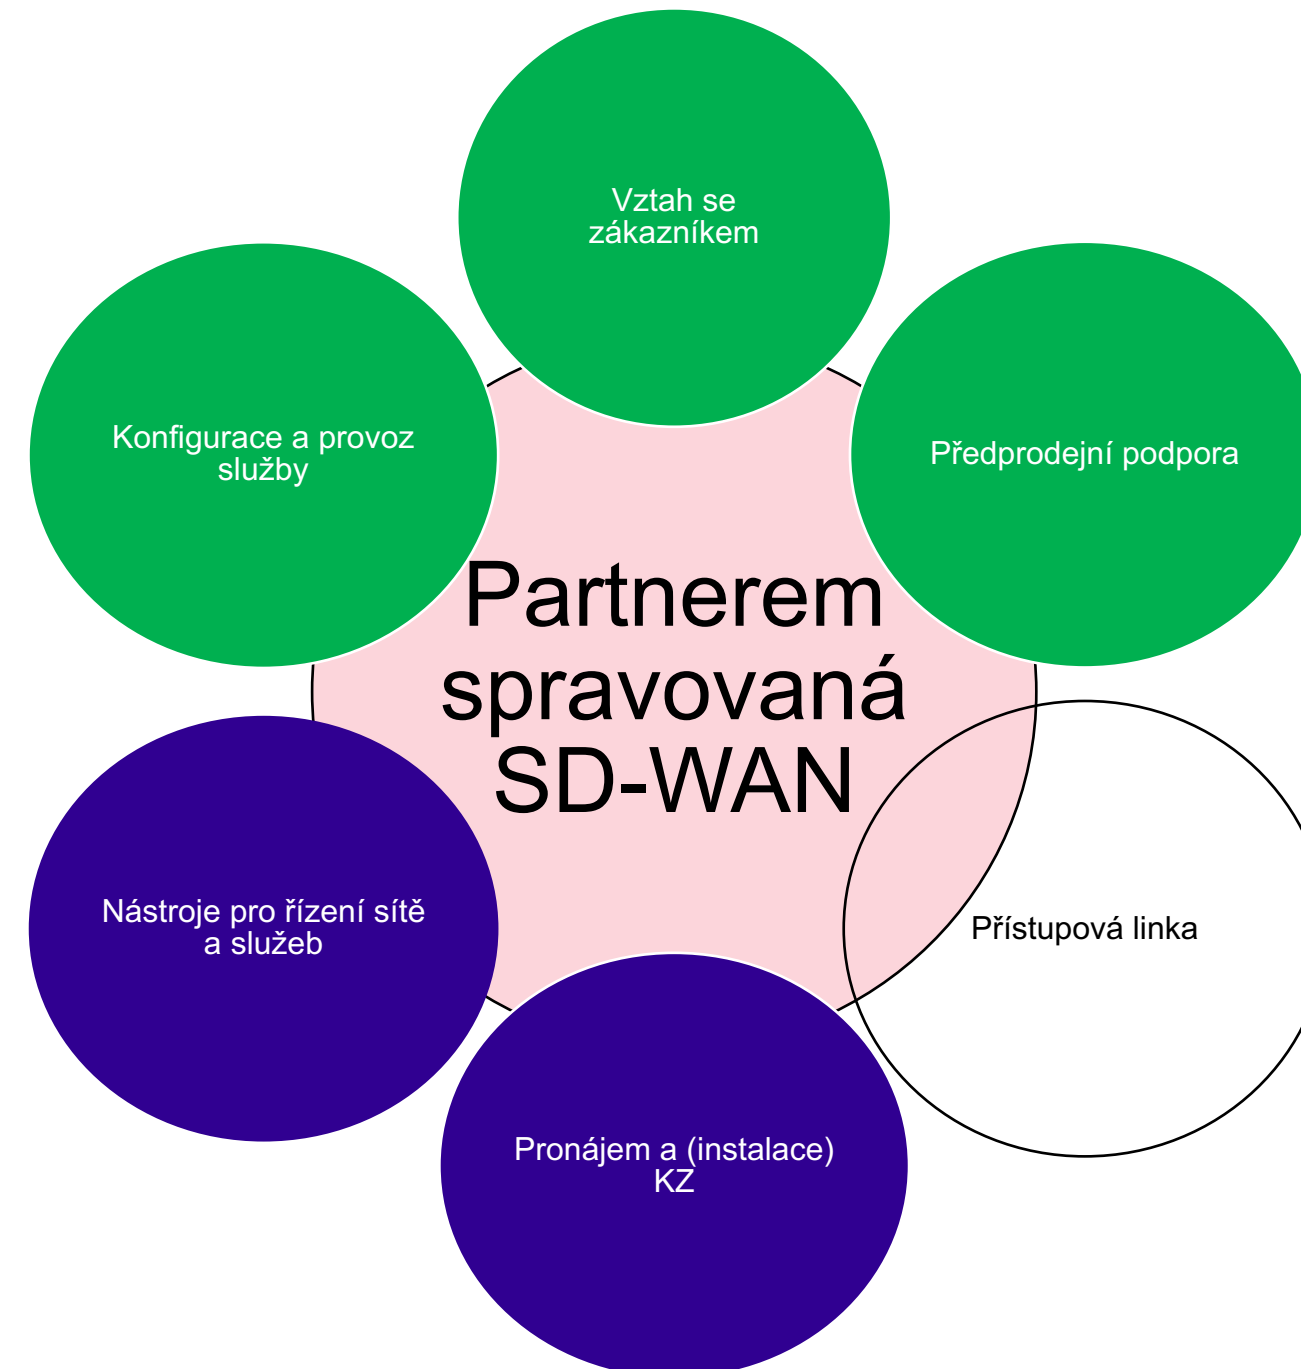 Vztah se
zákazníkem
Konfigurace a provoz
služby
Předprodejní podpora
Partnerem
spravovaná
SD-WAN
Nástroje pro řízení sítě
a služeb
Přístupová linka
Pronájem a (instalace)
KZ